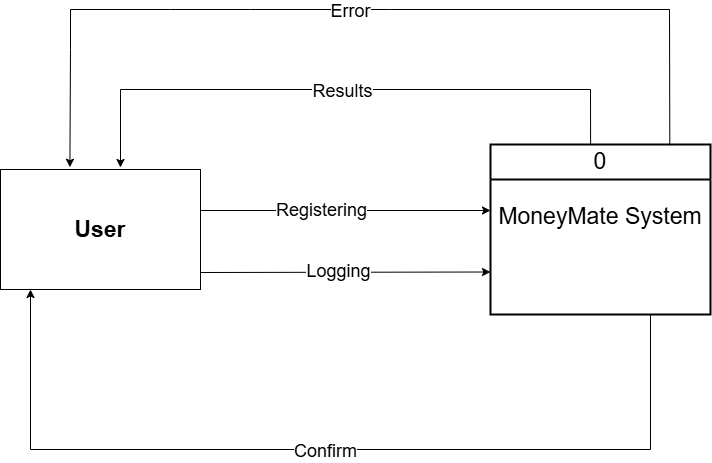 Error
Results
0
User
Registering
MoneyMate System
Logging
Confirm